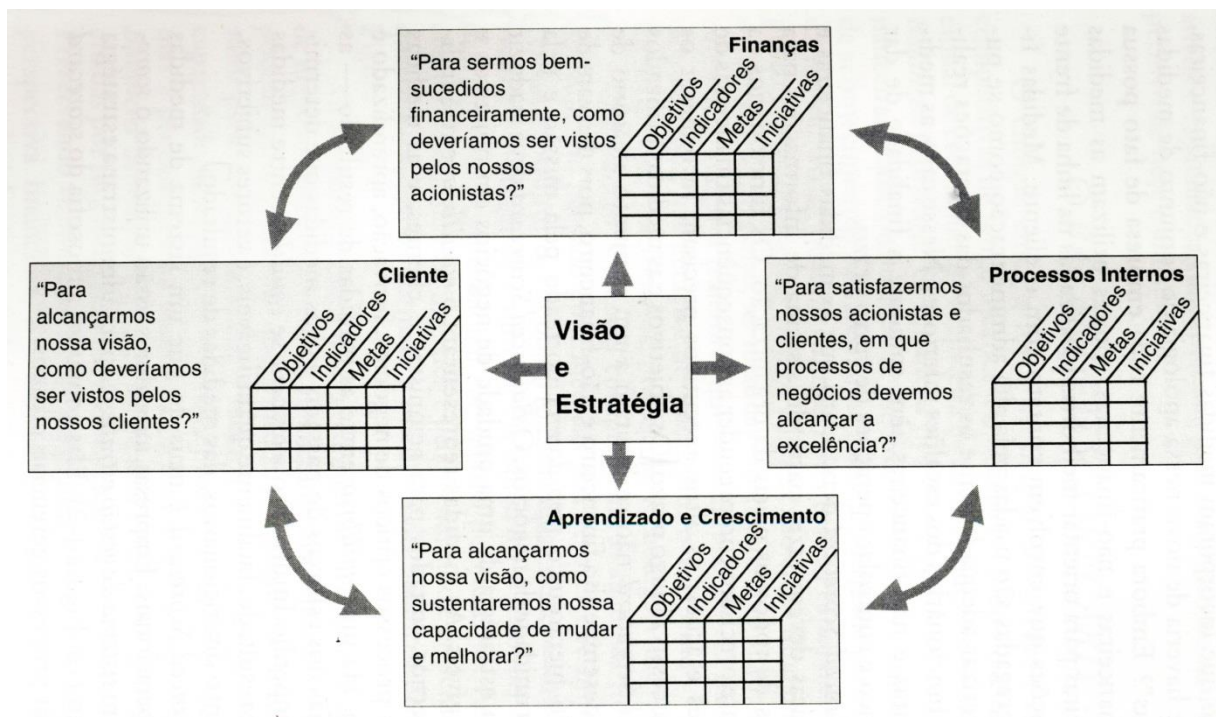 Finanças
“Para sermos bem-
sucedidos
financeiramente, como
deveríamos ser vistos
pelos nossos
acionistas?”
Objetivos
Indicadores
Metas
Iniciativas
Cliente
“Para
alcançarmos
nossa visão,
como deveríamos
ser vistos pelos
nossos clientes?”
Objetivos
Indicadores
Metas
Iniciativas
Visão
e
Estratégia
Processos Internos
“Para satisfazermos
nossos acionistas e
clientes, em que
processos de
negócios devemos
alcançar a
excelência?”
Objetivos
Indicadores
Metas
Iniciativas
Aprendizado e Crescimento
“Para alcançarmos
nossa visão, como
sustentaremos nossa
capacidade de mudar
e melhorar?”
Objetivos
Indicadores
Metas
Iniciativas